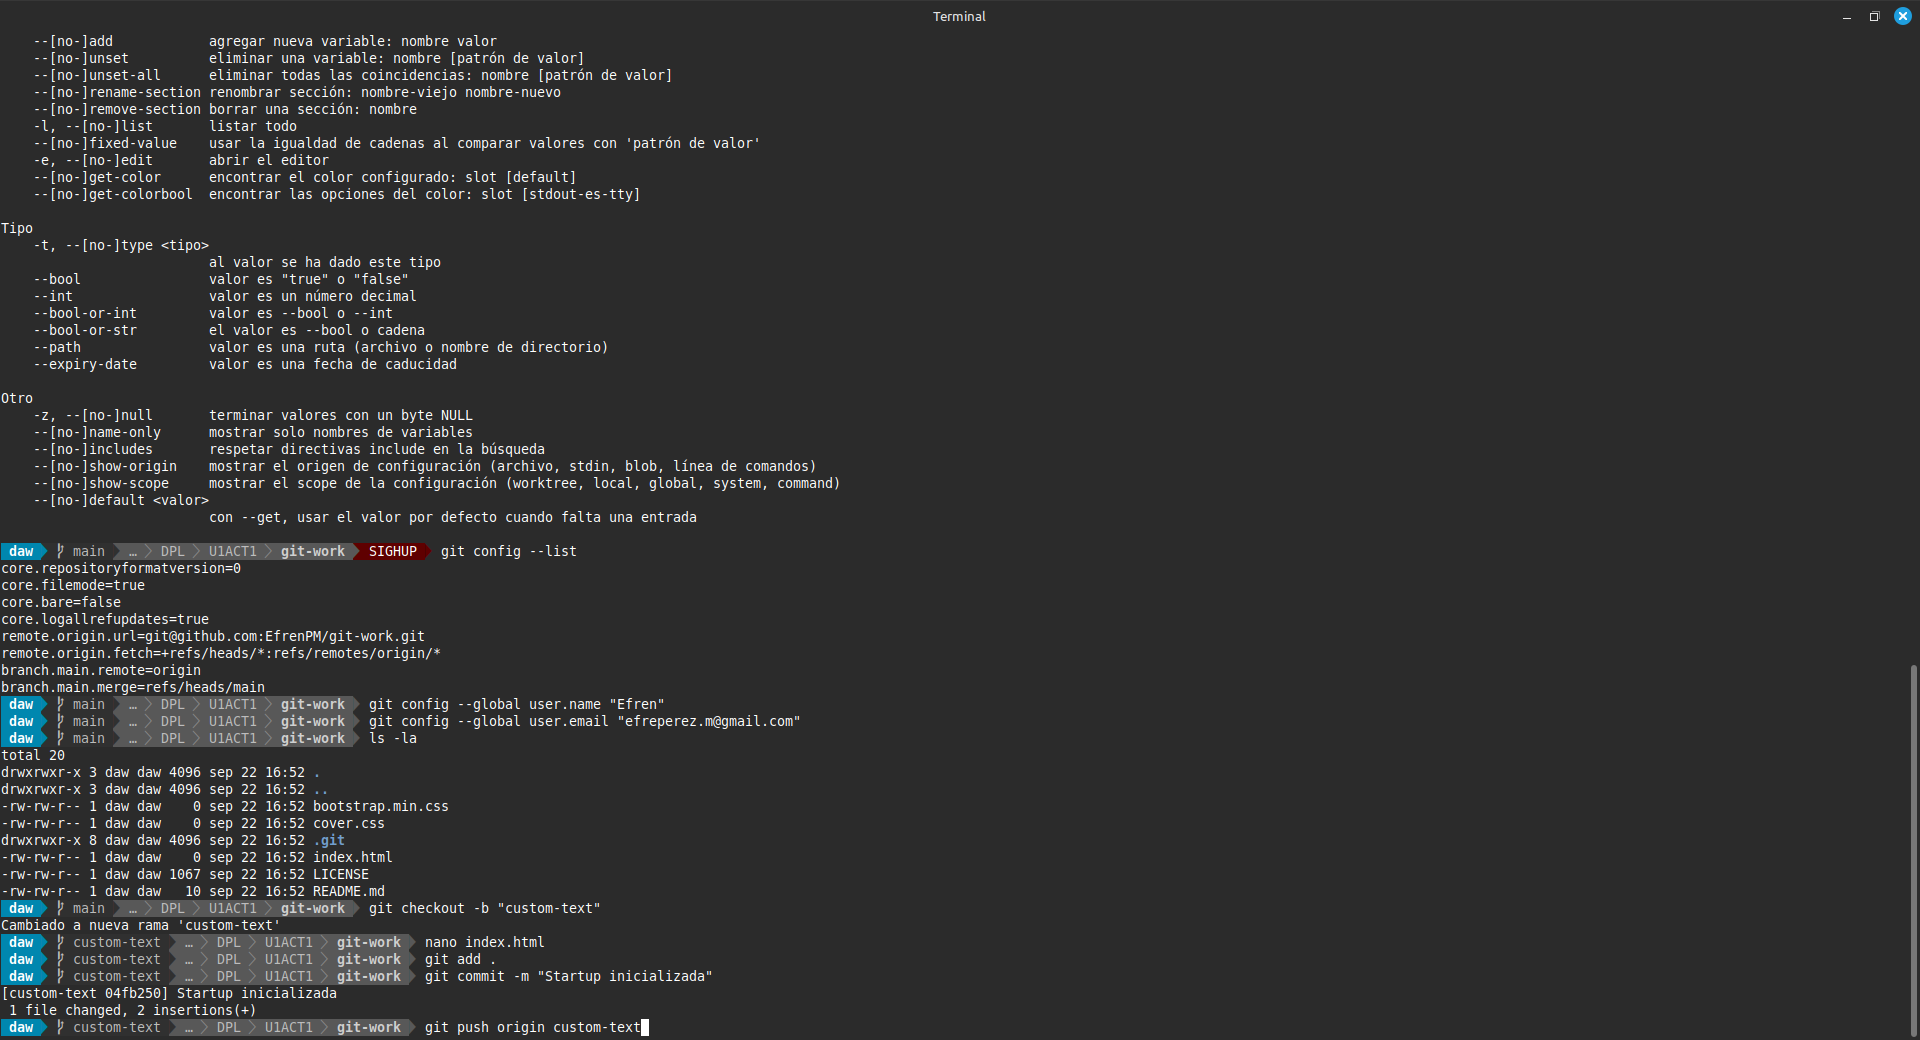 Terminal
--[no-]add            agregar nueva variable: nombre valor
--[no-]unset          eliminar una variable: nombre [patrón de valor]
--[no-]unset-all      eliminar todas las coincidencias: nombre [patrón de valor]
--[no-]rename-section renombrar sección: nombre-viejo nombre-nuevo
--[no-]remove-section borrar una sección: nombre
-l, --[no-]list       listar todo
--[no-]fixed-value    usar la igualdad de cadenas al comparar valores con 'patrón de valor'
-e, --[no-]edit       abrir el editor
--[no-]get-color      encontrar el color configurado: slot [default]
--[no-]get-colorbool  encontrar las opciones del color: slot [stdout-es-tty]
Tipo
-t, --[no-]type <tipo>
al valor se ha dado este tipo
--bool                valor es "true" o "false"
--int                 valor es un número decimal
--bool-or-int         valor es --bool o --int
--bool-or-str         el valor es --bool o cadena
--path                valor es una ruta (archivo o nombre de directorio)
--expiry-date         valor es una fecha de caducidad
Otro
-z, --[no-]null       terminar valores con un byte NULL
--[no-]name-only      mostrar solo nombres de variables
--[no-]includes       respetar directivas include en la búsqueda
--[no-]show-origin    mostrar el origen de configuración (archivo, stdin, blob, línea de comandos)
--[no-]show-scope     mostrar el scope de la configuración (worktree, local, global, system, command)
--[no-]default <valor>
con --get, usar el valor por defecto cuando falta una entrada
daw main … DPL U1ACT1 git-work SIGHUP git config --list
core.repositoryformatversion=0
core.filemode=true
core.bare=false
core.logallrefupdates=true
remote.origin.url=git@github.com:EfrenPM/git-work.git
remote.origin.fetch=+refs/heads/*:refs/remotes/origin/*
branch.main.remote=origin
branch.main.merge=refs/heads/main
daw main … DPL U1ACT1 git-work git config --global user.name "Efren"
daw main … DPL U1ACT1 git-work git config --global user.email "efreperez.m@gmail.com"
daw main … DPL U1ACT1 git-work ls -la
total 20
drwxrwxr-x 3 daw daw 4096 sep 22 16:52 .
drwxrwxr-x 3 daw daw 4096 sep 22 16:52 ..
-rw-rw-r-- 1 daw daw    0 sep 22 16:52 bootstrap.min.css
-rw-rw-r-- 1 daw daw    0 sep 22 16:52 cover.css
drwxrwxr-x 8 daw daw 4096 sep 22 16:52 .git
-rw-rw-r-- 1 daw daw    0 sep 22 16:52 index.html
-rw-rw-r-- 1 daw daw 1067 sep 22 16:52 LICENSE
-rw-rw-r-- 1 daw daw   10 sep 22 16:52 README.md
daw main … DPL U1ACT1 git-work git checkout -b "custom-text"
Cambiado a nueva rama 'custom-text'
daw custom-text … DPL U1ACT1 git-work nano index.html
daw custom-text … DPL U1ACT1 git-work git add .
daw custom-text … DPL U1ACT1 git-work git commit -m "Startup inicializada"
[custom-text 04fb250] Startup inicializada
1 file changed, 2 insertions(+)
daw custom-text … DPL U1ACT1 git-work git push origin custom-text